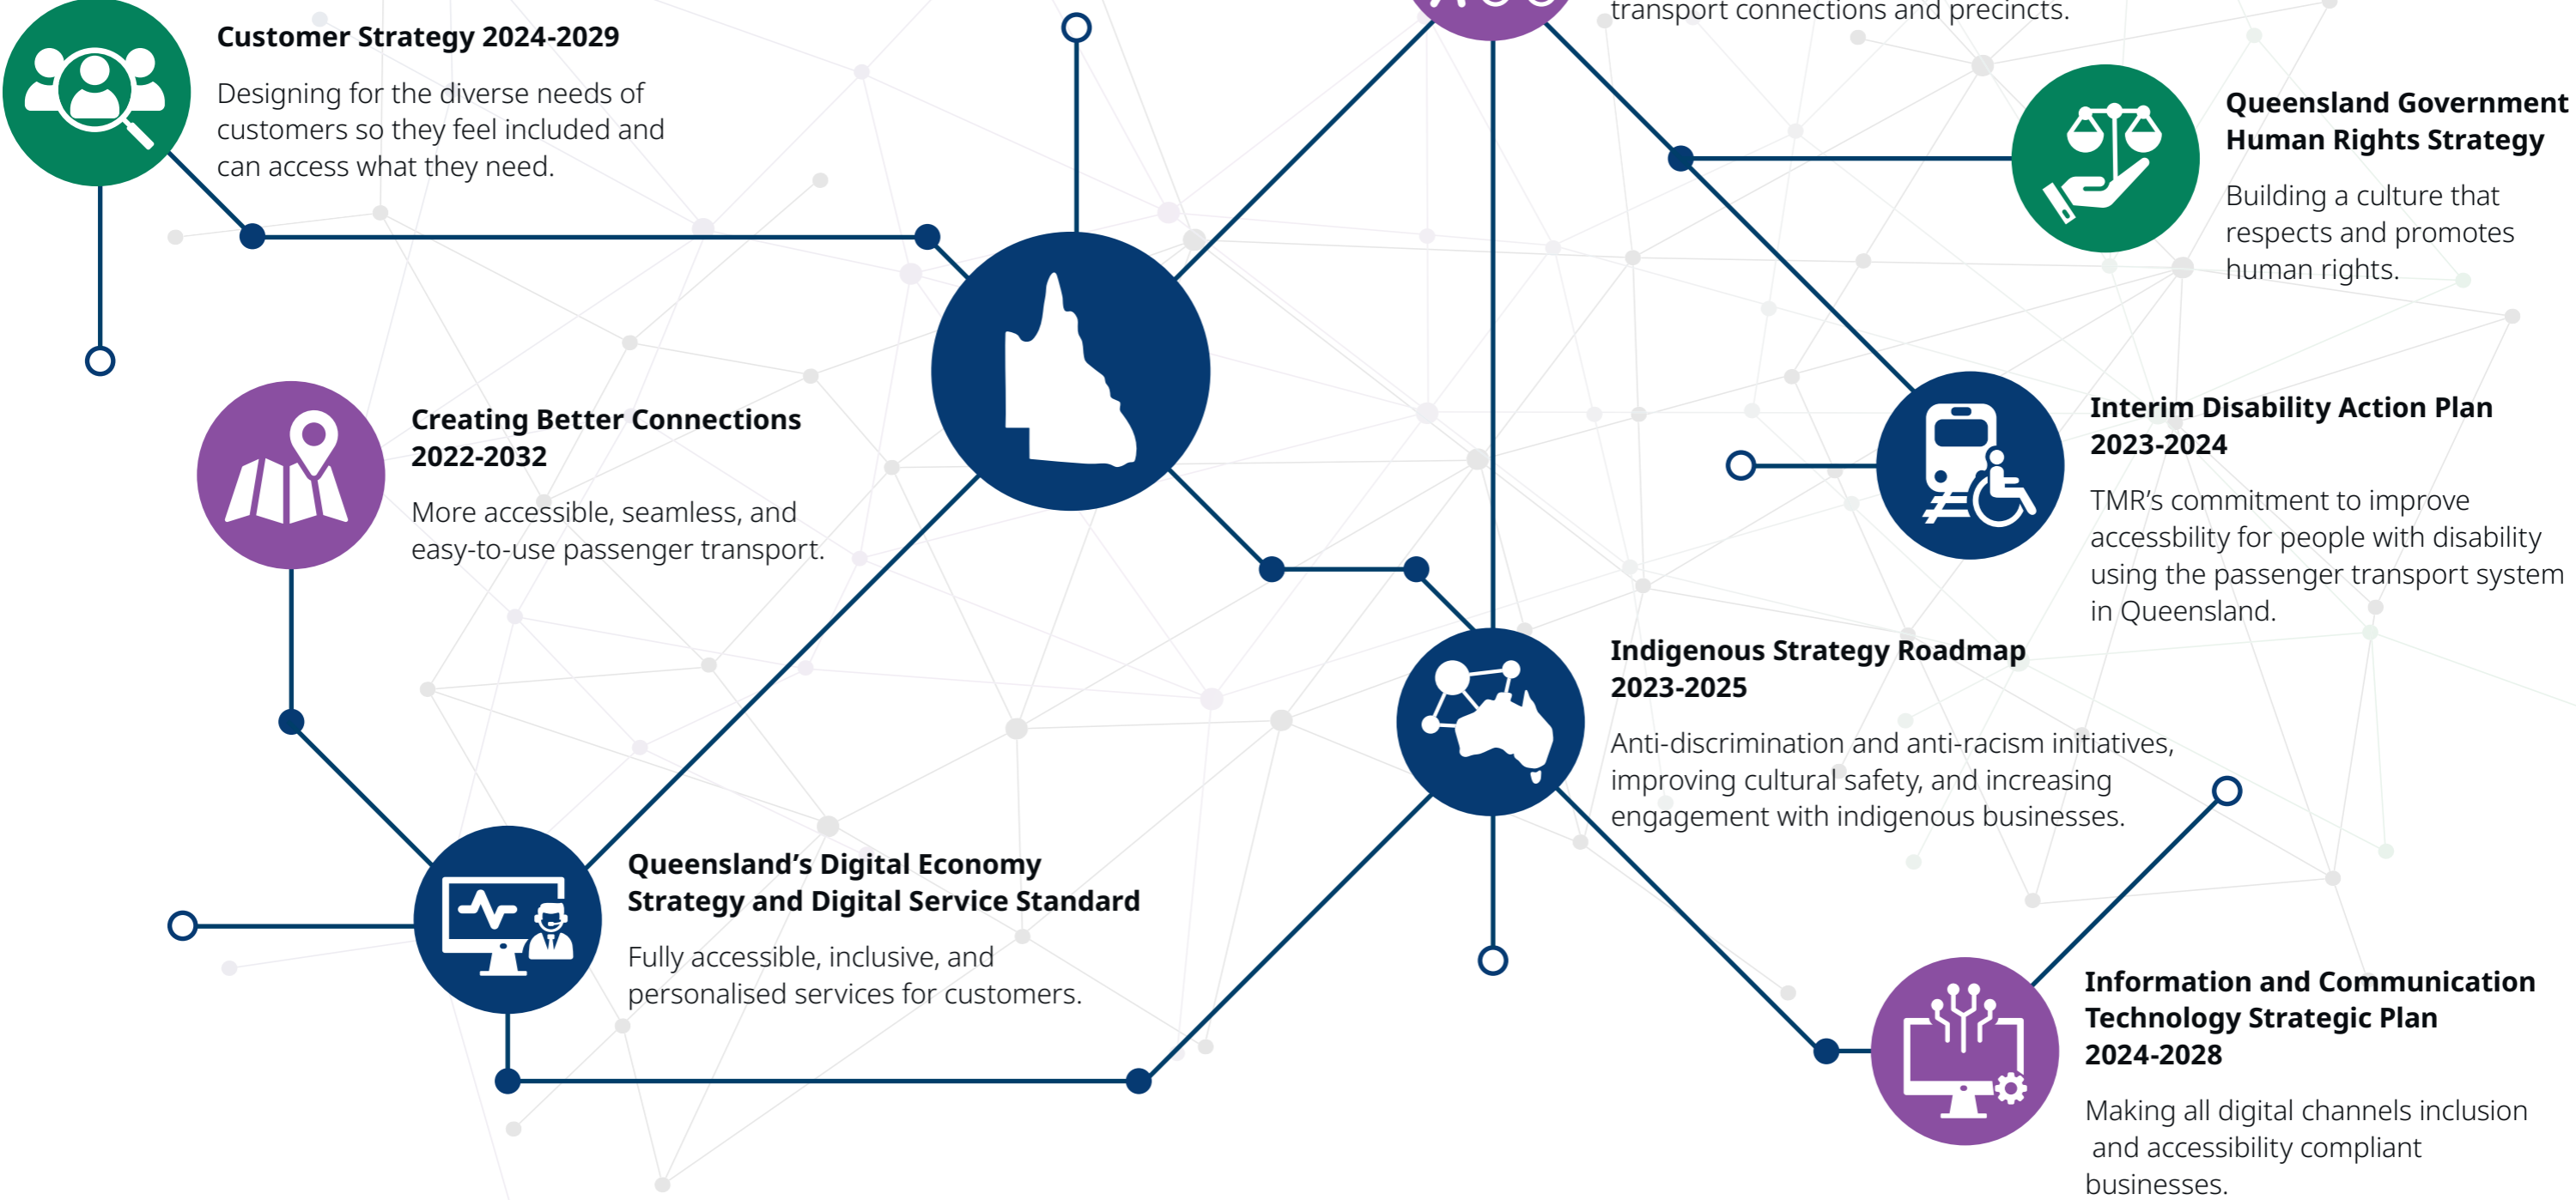 transport connections and precincts.
Customer Strategy 2024-2029
Designing for the diverse needs of
customers so they feel included and
can access what they need.
Queensland Government
Human Rights Strategy
Building a culture that
respects and promotes
human rights.
Creating Better Connections
2022-2032
More accessible, seamless, and
easy-to-use passenger transport.
Interim Disability Action Plan
2023-2024
TMR’s commitment to improve
accessbility for people with disability
using the passenger transport system
in Queensland.
Indigenous Strategy Roadmap
2023-2025
Anti-discrimination and anti-racism initiatives,
improving cultural safety, and increasing
engagement with indigenous businesses.
Queensland’s Digital Economy
Strategy and Digital Service Standard
Fully accessible, inclusive, and
personalised services for customers.
Information and Communication
Technology Strategic Plan
2024-2028
Making all digital channels inclusion
and accessibility compliant
businesses.